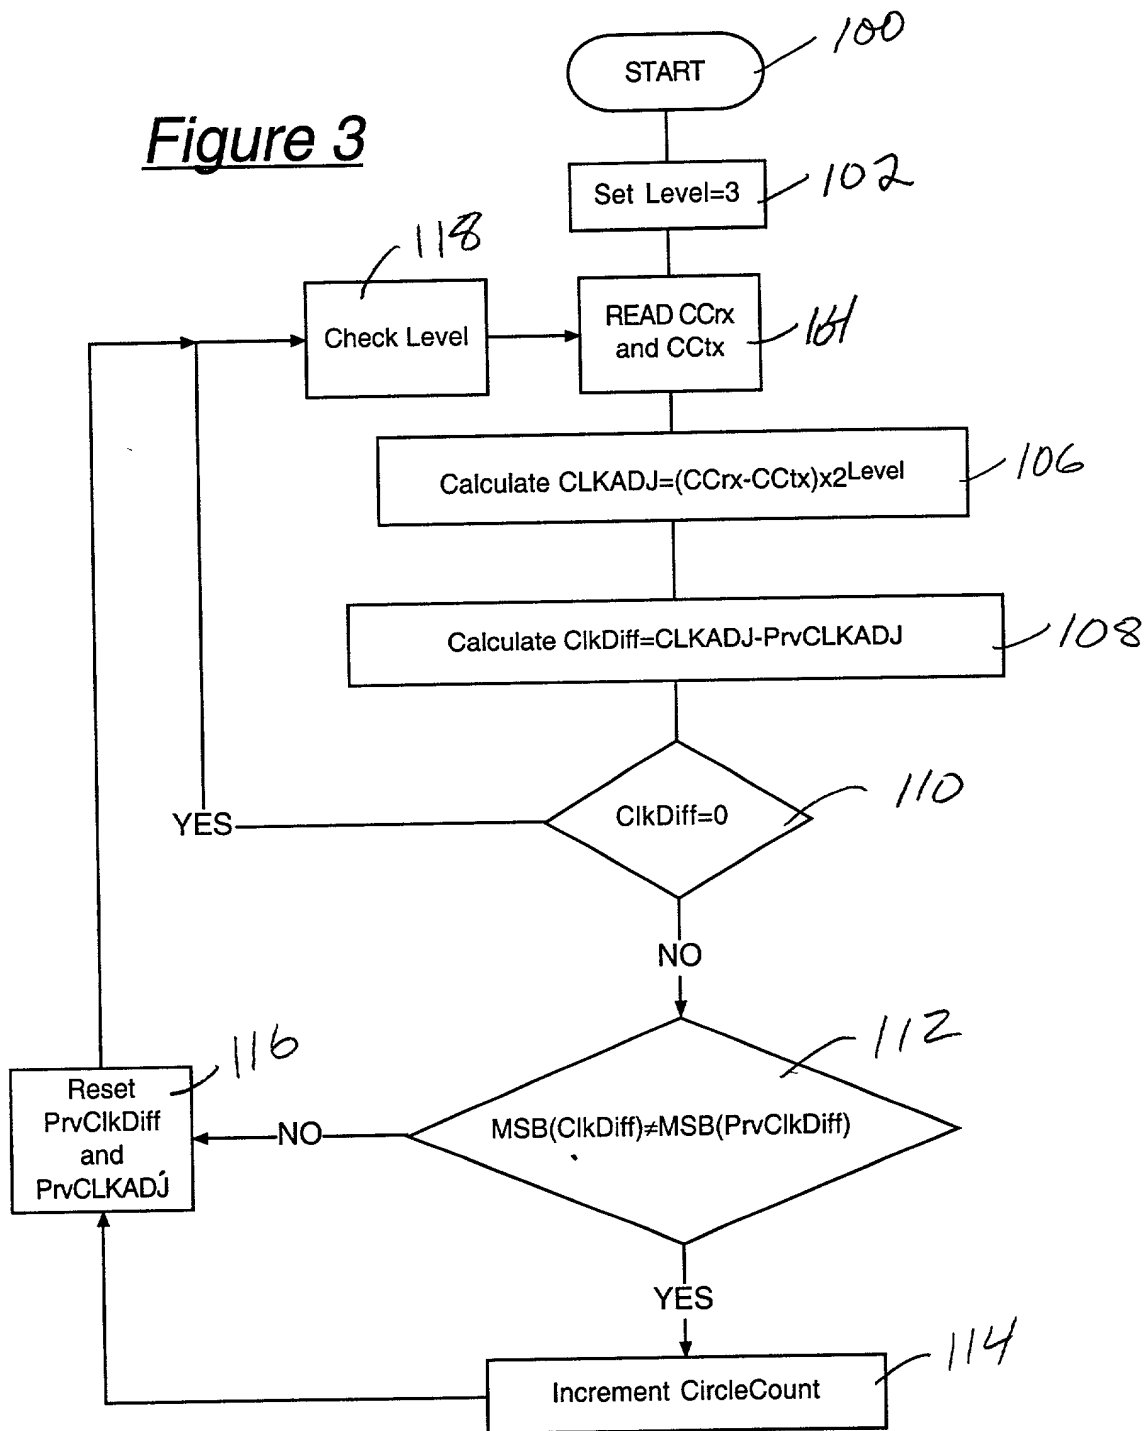 100
START
Figure 3
102
Set Level=3
118
READ CCrx
and CCtx
Check Level
Calculate CLKADJ=(CCrx-CCtx)x2^Level
106
Calculate ClkDiff=CLKADJ-PrvCLKADJ
108
110
ClkDiff=0
YES
NO
112
116
Reset
PrvClkDiff
and
PrvCLKADJ
NO
MSB(ClkDiff)≠MSB(PrvClkDiff)
YES
114
Increment CircleCount